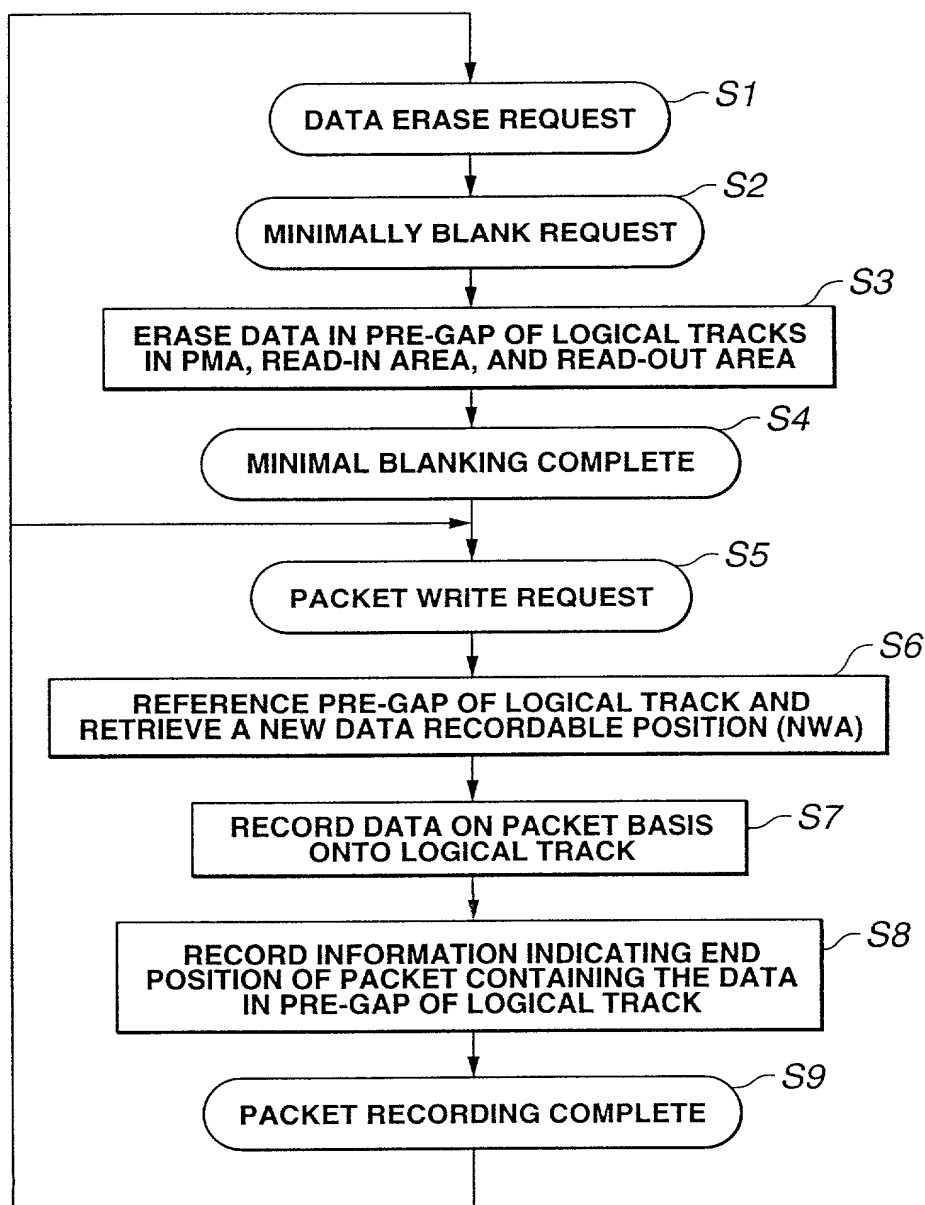 S1
DATA ERASE REQUEST
S2
MINIMALLY BLANK REQUEST
S3
ERASE DATA IN PRE-GAP OF LOGICAL TRACKS
IN PMA, READ-IN AREA, AND READ-OUT AREA
S4
MINIMAL BLANKING COMPLETE
S5
PACKET WRITE REQUEST
S6
REFERENCE PRE-GAP OF LOGICAL TRACK AND
RETRIEVE A NEW DATA RECORDABLE POSITION (NWA)
S7
RECORD DATA ON PACKET BASIS
ONTO LOGICAL TRACK
S8
RECORD INFORMATION INDICATING END
POSITION OF PACKET CONTAINING THE DATA
IN PRE-GAP OF LOGICAL TRACK
S9
PACKET RECORDING COMPLETE